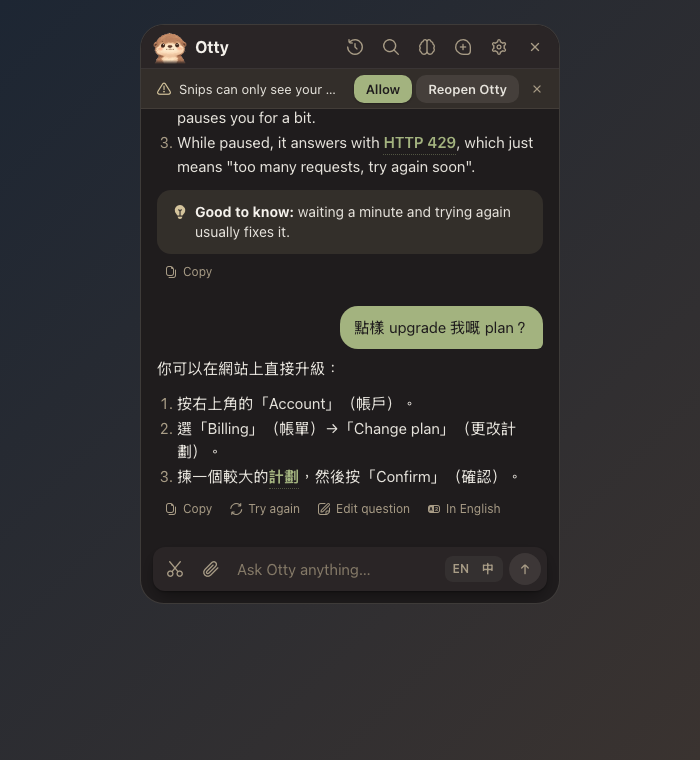 Otty
Snips can only see your ...
Allow
Reopen Otty
pauses you for a bit.
3. While paused, it answers with HTTP 429, which just
means "too many requests, try again soon".
Good to know: waiting a minute and trying again
usually fixes it.
Copy
點樣 upgrade 我嘅 plan？
你可以在網站上直接升級：
1. 按右上角的「Account」（帳戶）。
2. 選「Billing」（帳單）→「Change plan」（更改計
劃）。
3. 揀一個較大的計劃，然後按「Confirm」（確認）。
Copy
Try again
Edit question
In English
Ask Otty anything...
EN 中